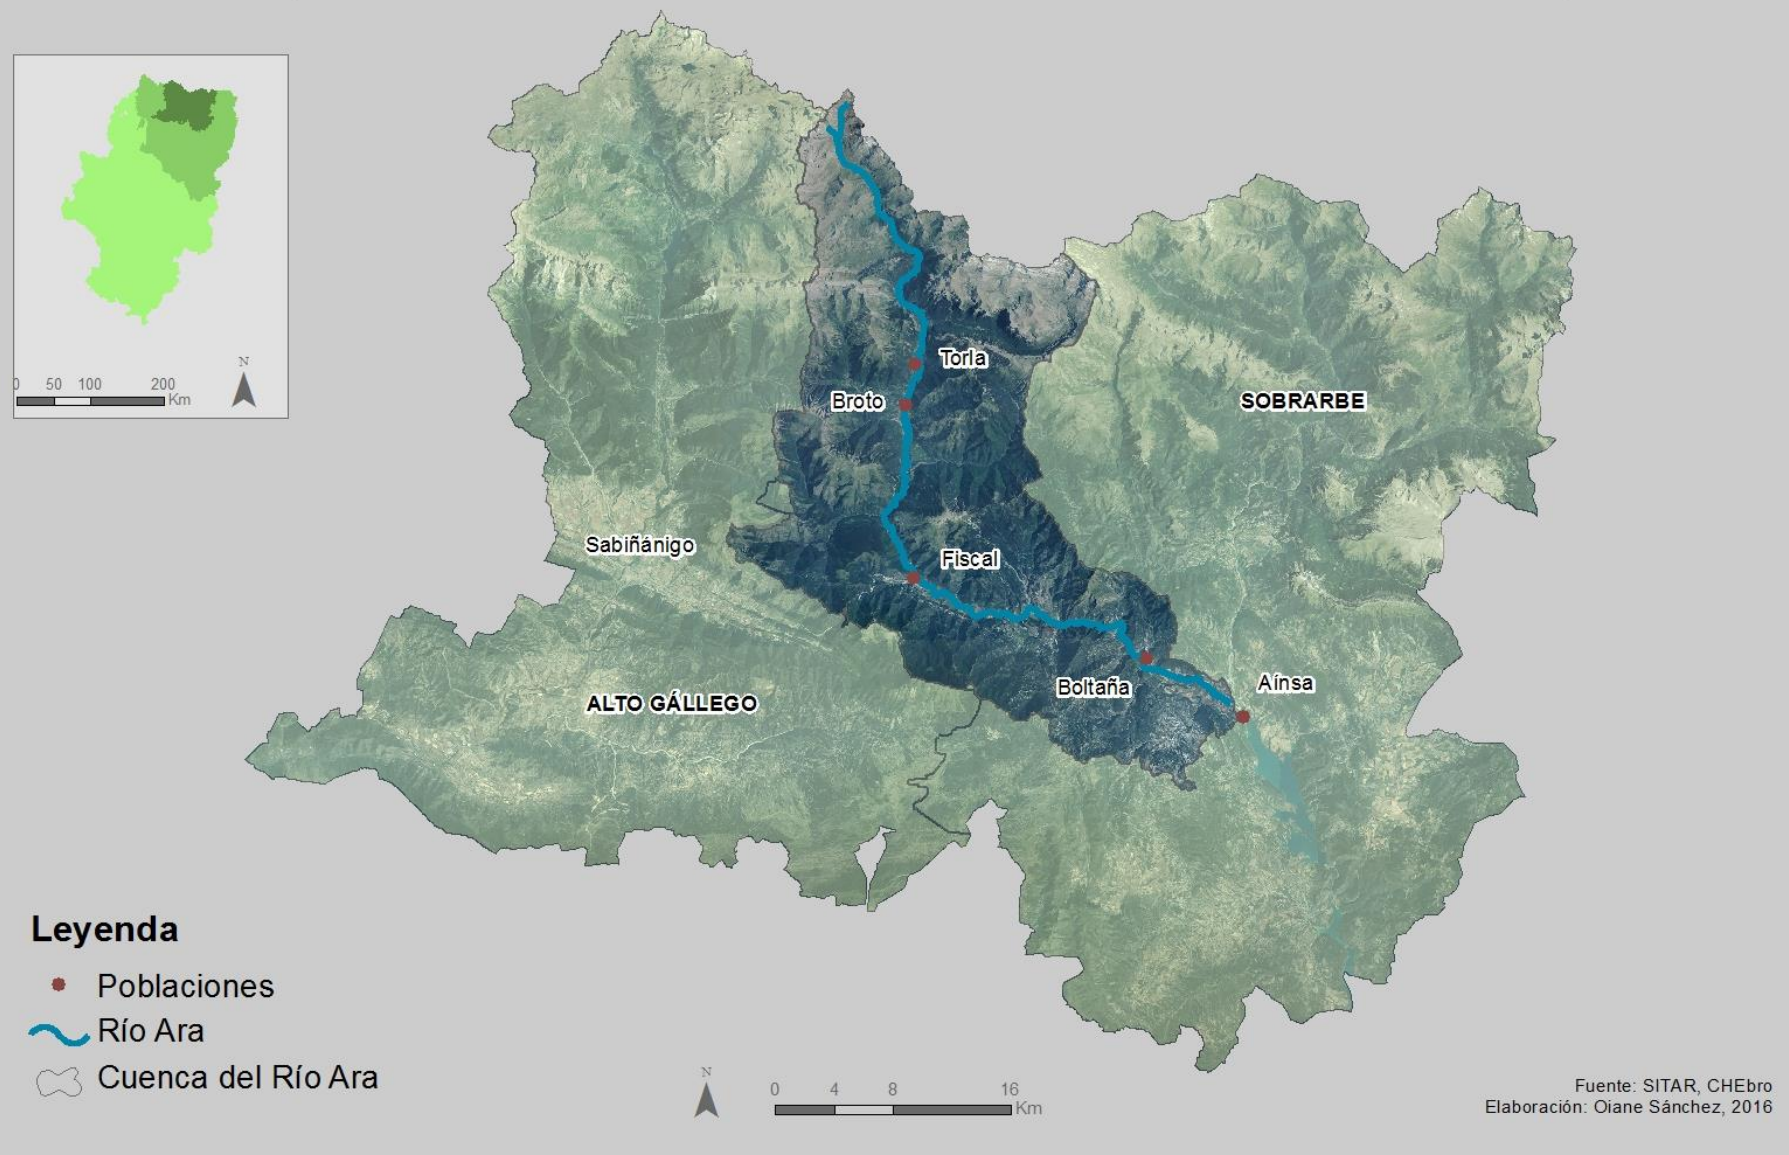 N
0 50 100 200
Km
Torla
Broto
SOBRARBE
Sabiñánigo
Fiscal
Boltaña
Aínsa
ALTO GÁLLEGO
Leyenda
Poblaciones
Río Ara
Cuenca del Río Ara
N
0 4 8 16
Km
Fuente: SITAR, CHEbro
Elaboración: Oiane Sánchez, 2016